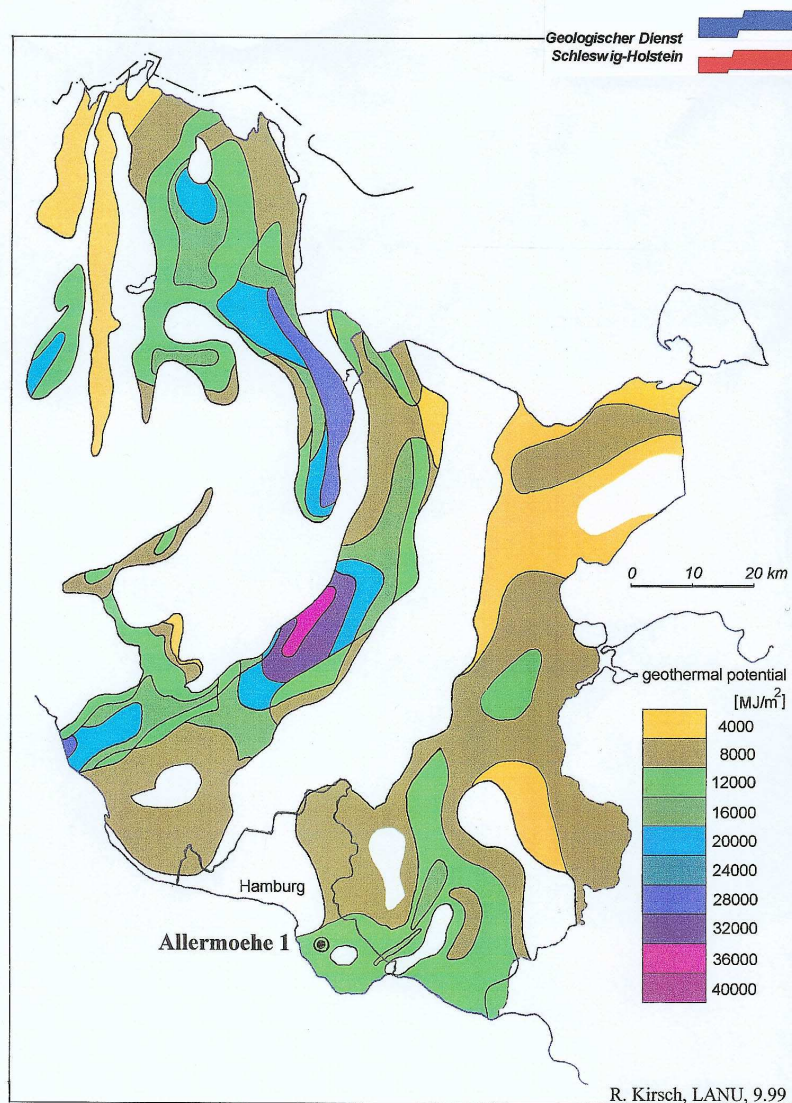 Geologischer Dienst
Schleswig-Holstein
0 20 km
geothermal potential
[MJ/m²]
4000
8000
12000
16000
20000
24000
28000
32000
36000
40000
Hamburg
Allermoehe 1
R. Kirsch, LANU, 9.99